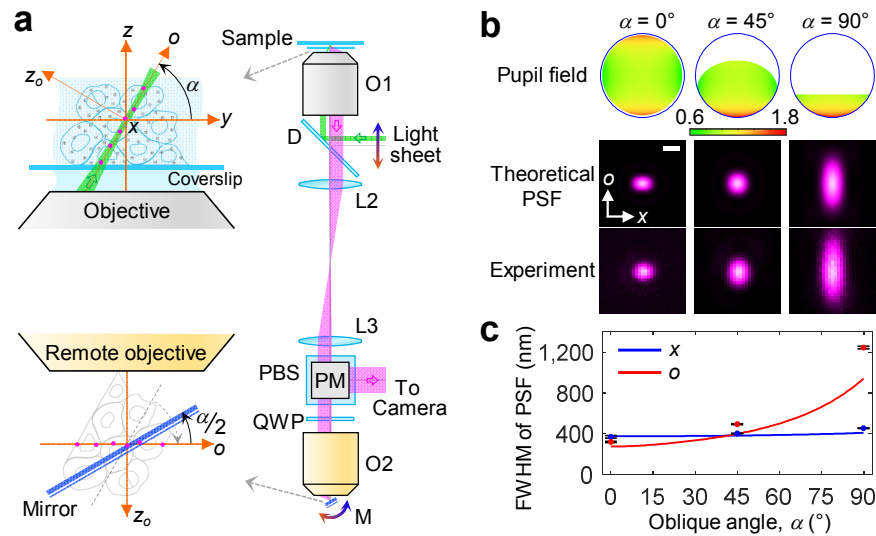 a
z
o
z_o
α
x
y
Coverslip
Objective
Sample
O1
D
Light
sheet
L2
L3
PBS
PM
To
Camera
QWP
O2
M
Remote objective
α/2
o
Mirror
z_o
b
α = 0° α = 45° α = 90°
Pupil field
0.6 1.8
Theoretical
PSF
o
x
Experiment
c
FWHM of PSF (nm)
1,200
800
400
0
x
o
0 15 30 45 60 75 90
Oblique angle, α (°)